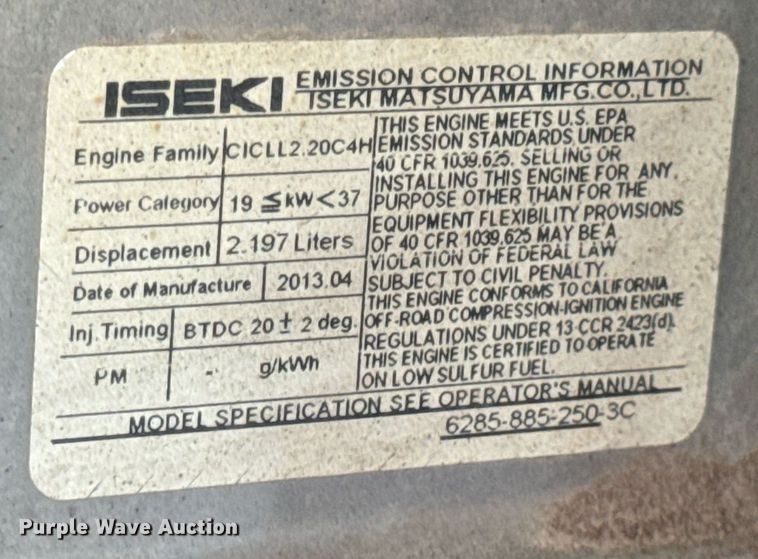 ISEKI EMISSION CONTROL INFORMATION
ISEKI MATSUYAMA MFG.CO.,LTD.
Engine Family CICLL2.20C4H
Power Category 19 ≦kW<37
Displacement 2.197 Liters
Date of Manufacture 2013.04
Inj.Timing BTDC 20± 2 deg.
PM - g/kWh
THIS ENGINE MEETS U.S. EPA
EMISSION STANDARDS UNDER
40 CFR 1039.625. SELLING OR
INSTALLING THIS ENGINE FOR ANY
PURPOSE OTHER THAN FOR THE
EQUIPMENT FLEXIBILITY PROVISIONS
OF 40 CFR 1039.625 MAY BE A
VIOLATION OF FEDERAL LAW
SUBJECT TO CIVIL PENALTY.
THIS ENGINE CONFORMS TO CALIFORNIA
OFF-ROAD COMPRESSION-IGNITION ENGINE
REGULATIONS UNDER 13 CCR 2423(d).
THIS ENGINE IS CERTIFIED TO OPERATE
ON LOW SULFUR FUEL.
MODEL SPECIFICATION SEE OPERATOR'S MANUAL
6285-885-250-3C
Purple Wave Auction